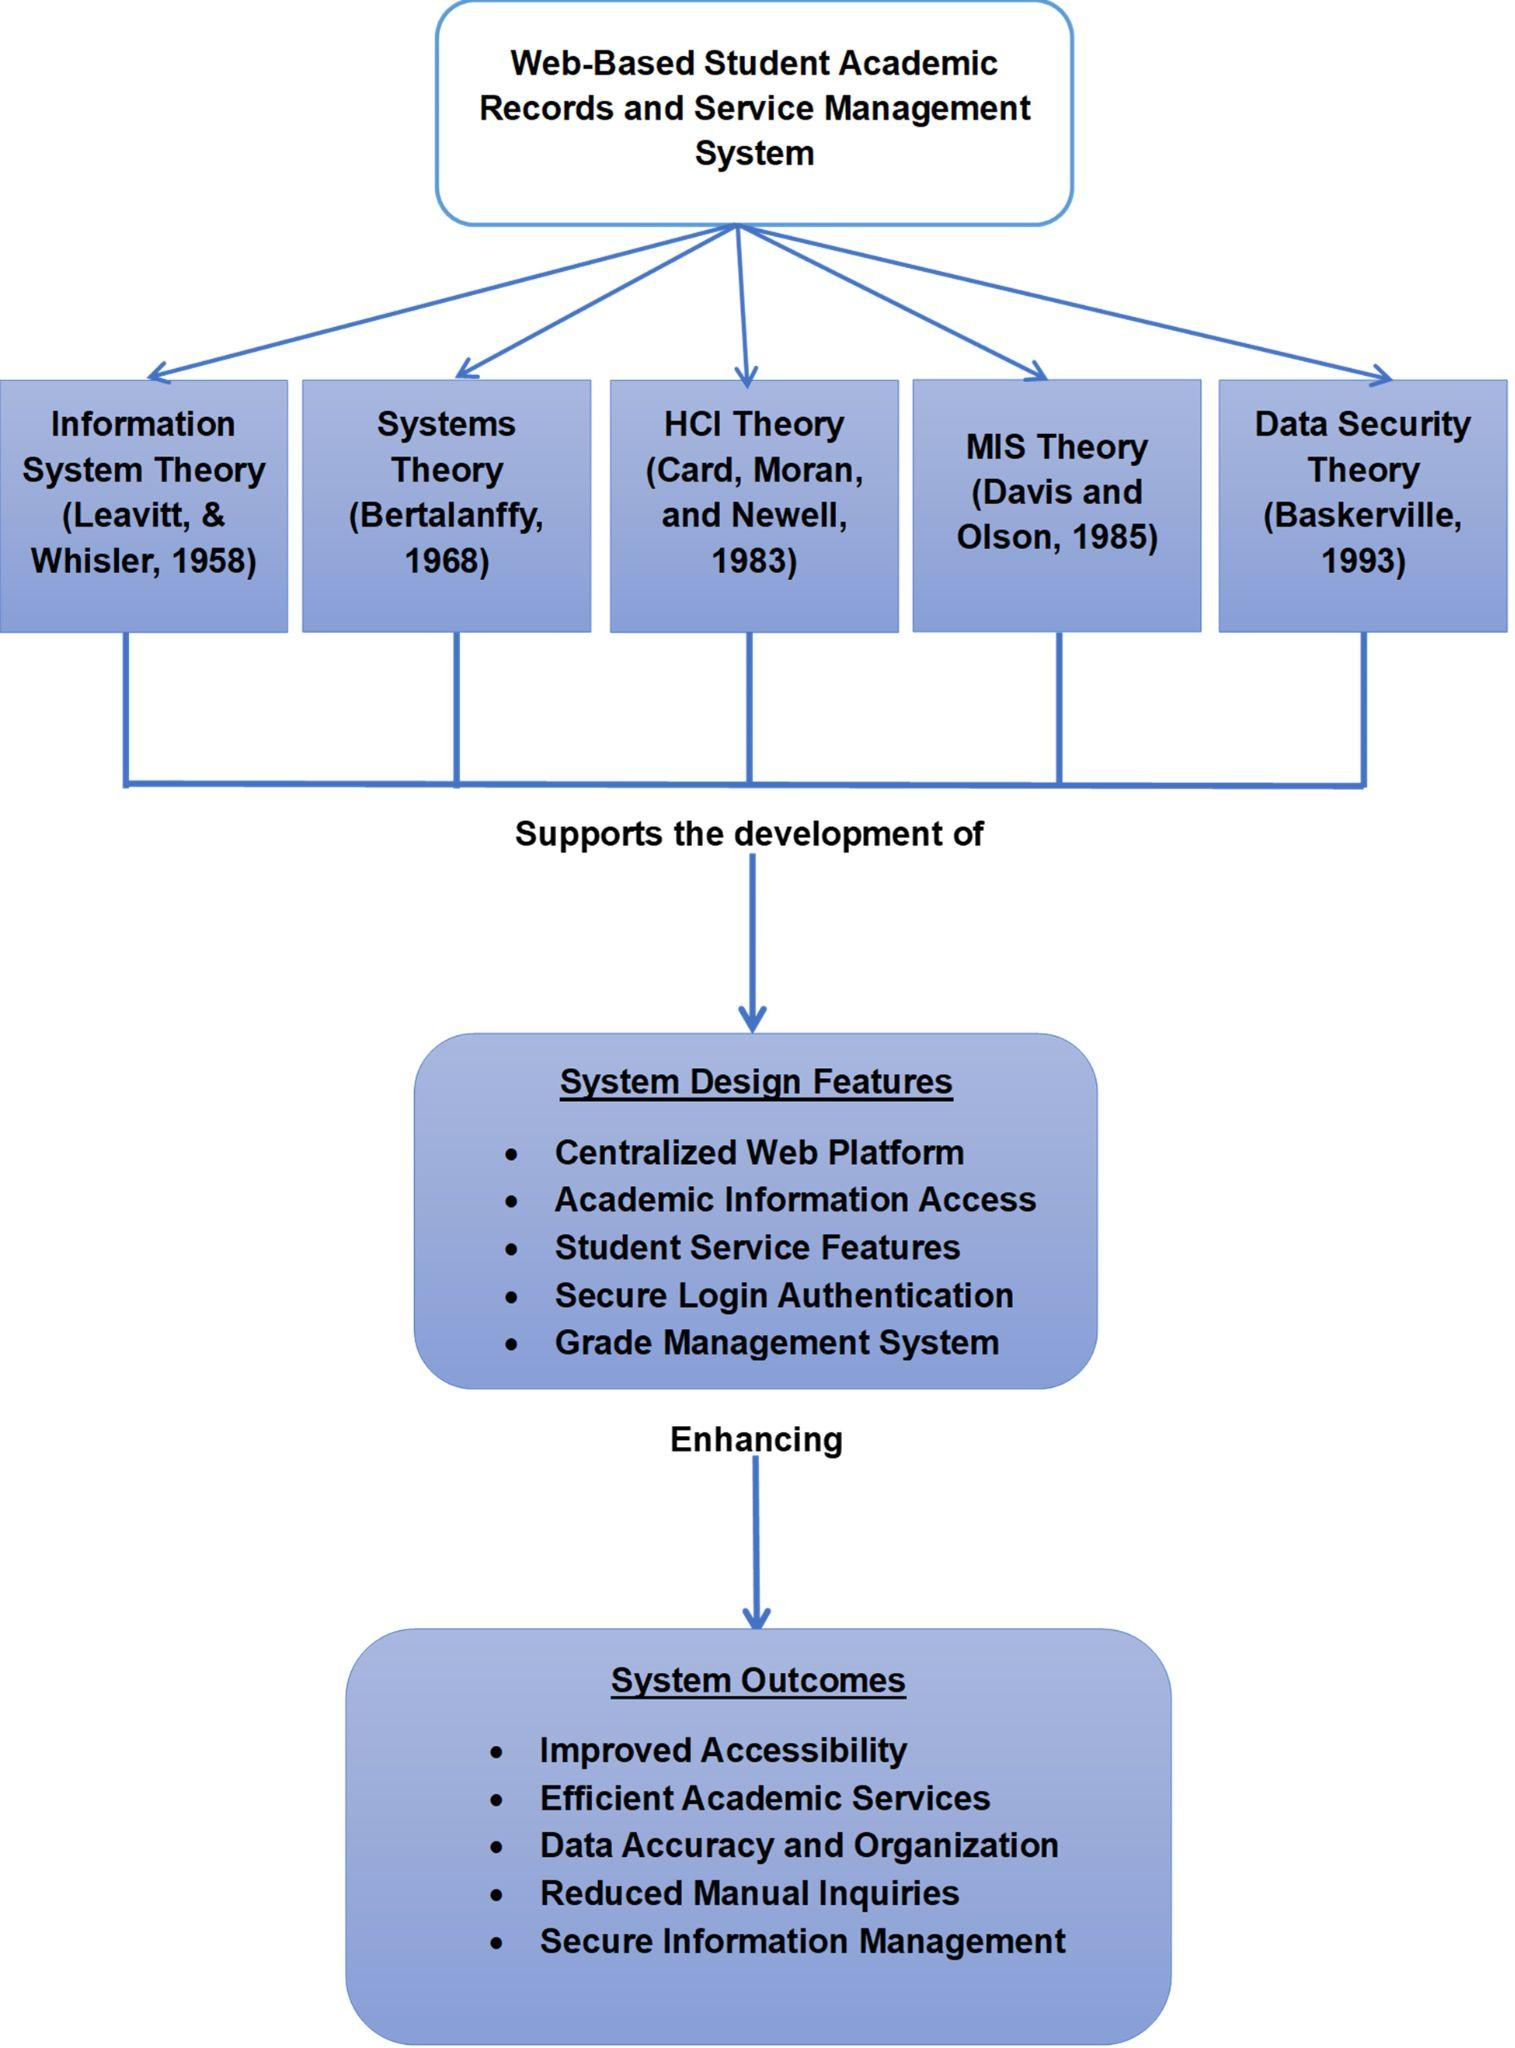 Web-Based Student Academic
Records and Service Management
System
Information
System Theory
(Leavitt, &
Whisler, 1958)
Systems
Theory
(Bertalanffy,
1968)
HCI Theory
(Card, Moran,
and Newell,
1983)
MIS Theory
(Davis and
Olson, 1985)
Data Security
Theory
(Baskerville,
1993)
Supports the development of
System Design Features
• Centralized Web Platform
• Academic Information Access
• Student Service Features
• Secure Login Authentication
• Grade Management System
Enhancing
System Outcomes
• Improved Accessibility
• Efficient Academic Services
• Data Accuracy and Organization
• Reduced Manual Inquiries
• Secure Information Management